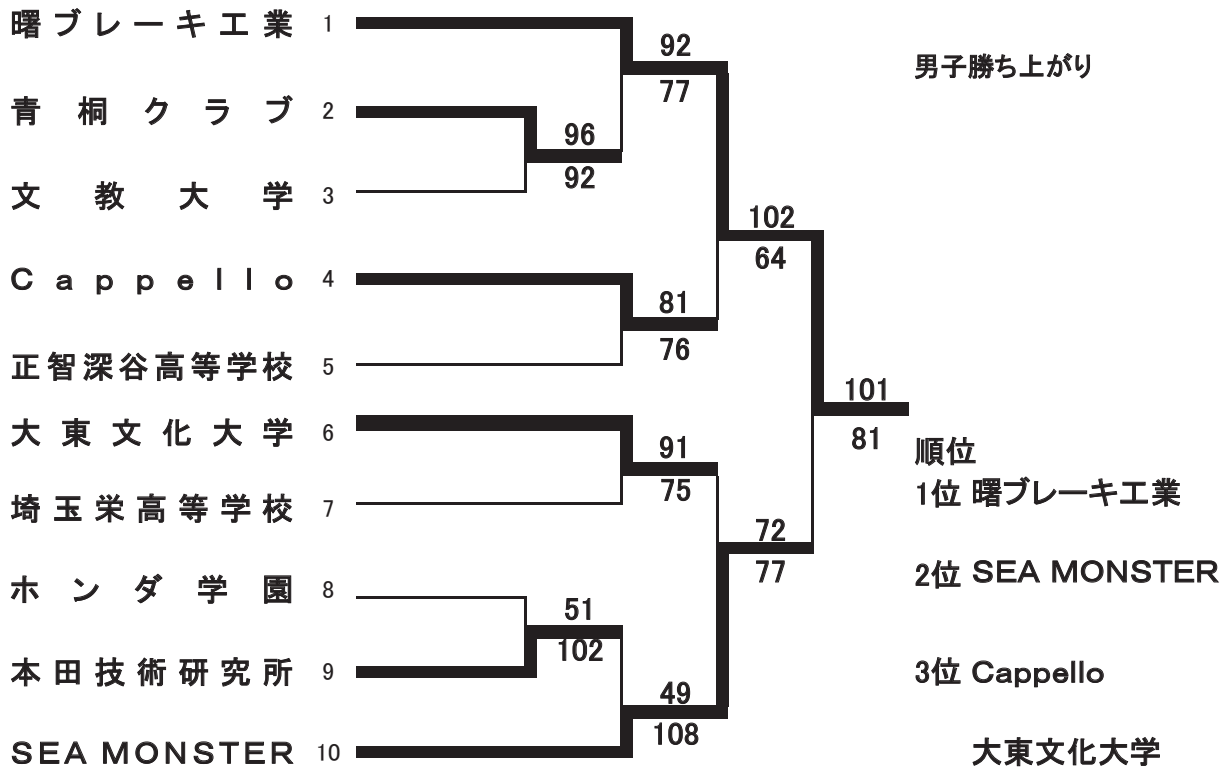 曙ブレーキ工業 1
92
男子勝ち上がり
77
青桐クラブ 2
96
92
文教大学 3
102
64
Cappello 4
81
76
正智深谷高等学校 5
101
81
大東文化大学 6
91
75
順位
1位 曙ブレーキ工業
埼玉栄高等学校 7
72
77
2位 SEA MONSTER
ホンダ学園 8
51
102
本田技術研究所 9
3位 Cappello
49
108
SEA MONSTER 10
大東文化大学